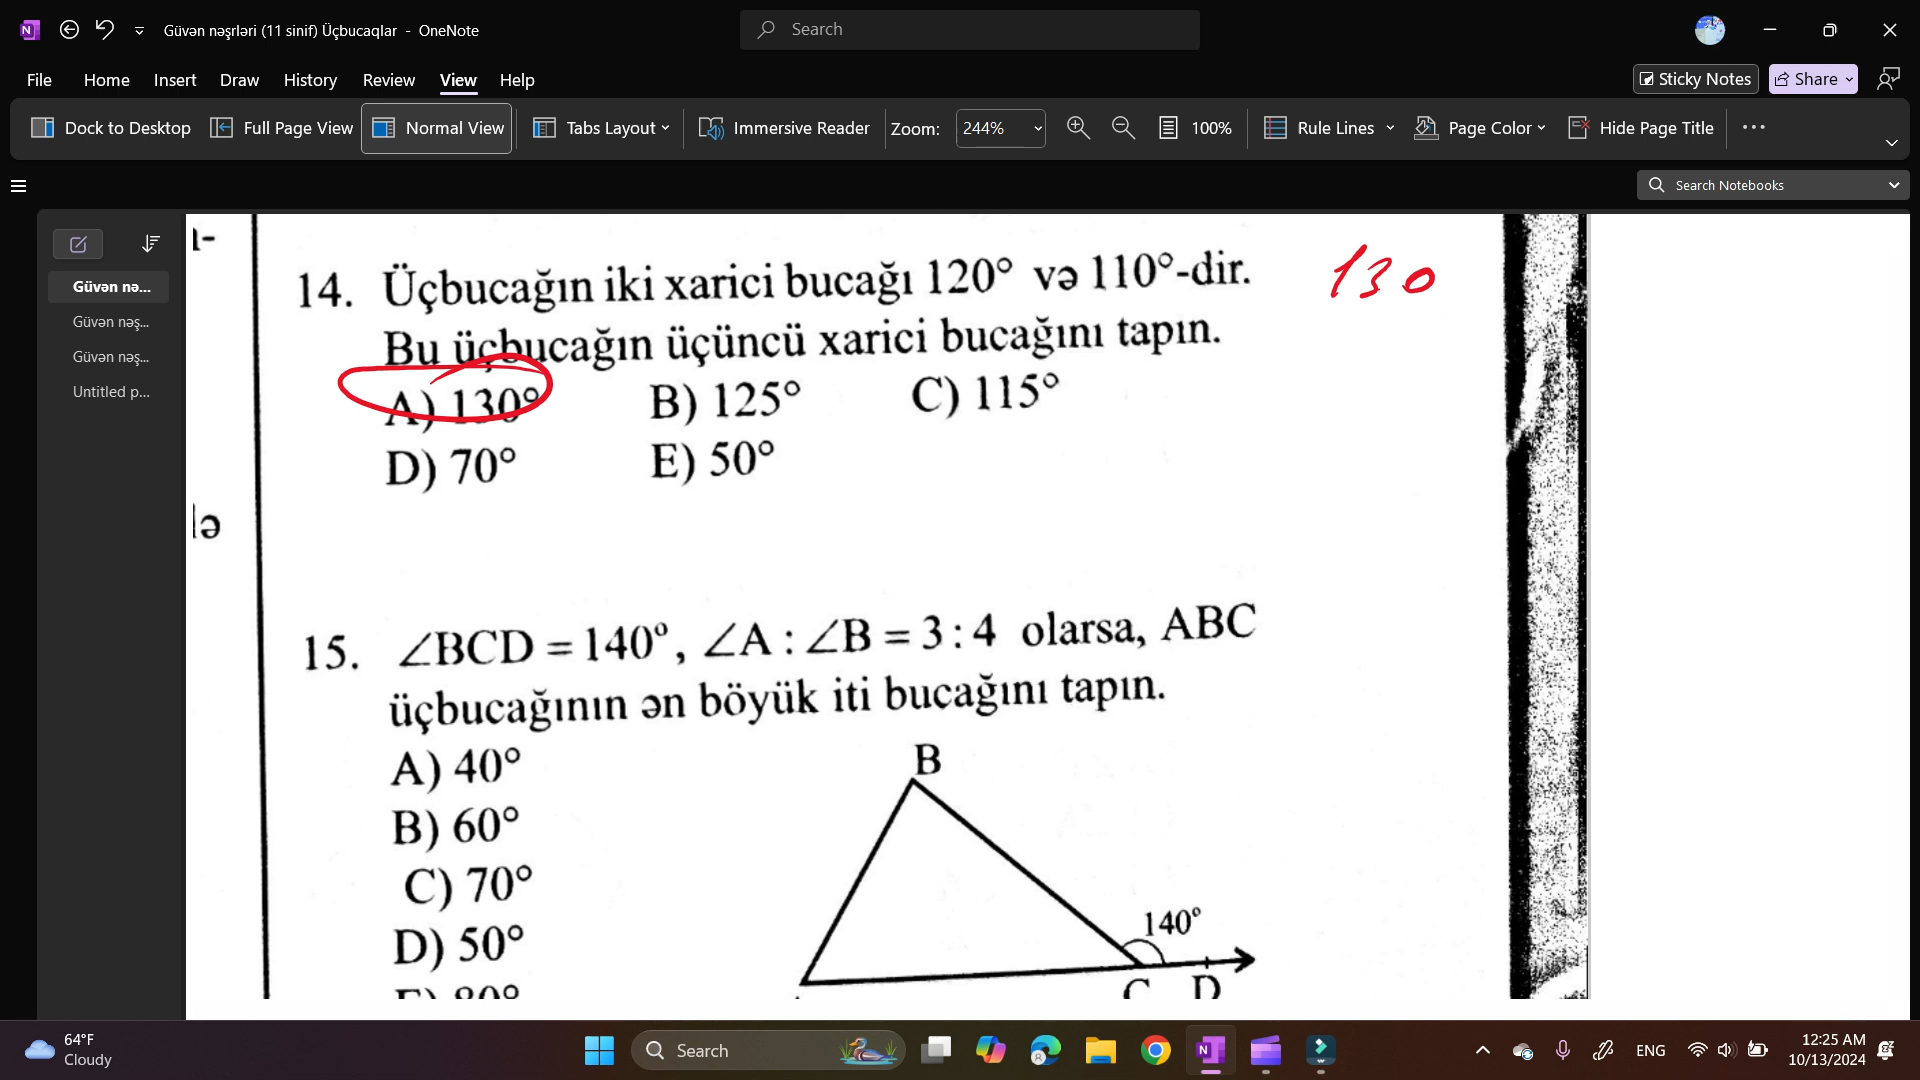 Güvən nəşrləri (11 sinif) Üçbucaqlar - OneNote
Search
File Home Insert Draw History Review View Help
Sticky Notes Share
Dock to Desktop Full Page View Normal View Tabs Layout Immersive Reader Zoom: 244% 100% Rule Lines Page Color Hide Page Title
Search Notebooks
Güvən nə...
Güvən nəş...
Güvən nəş...
Untitled p...
14. Üçbucağın iki xarici bucağı 120° və 110°-dir.
130
Bu üçbucağın üçüncü xarici bucağını tapın.
A) 130° B) 125° C) 115°
D) 70° E) 50°
15. ∠BCD = 140°, ∠A : ∠B = 3 : 4 olarsa, ABC
üçbucağının ən böyük iti bucağını tapın.
A) 40°
B) 60°
C) 70°
D) 50°
E) 80°
B
140°
C D
64°F
Cloudy
Search
ENG
12:25 AM
10/13/2024